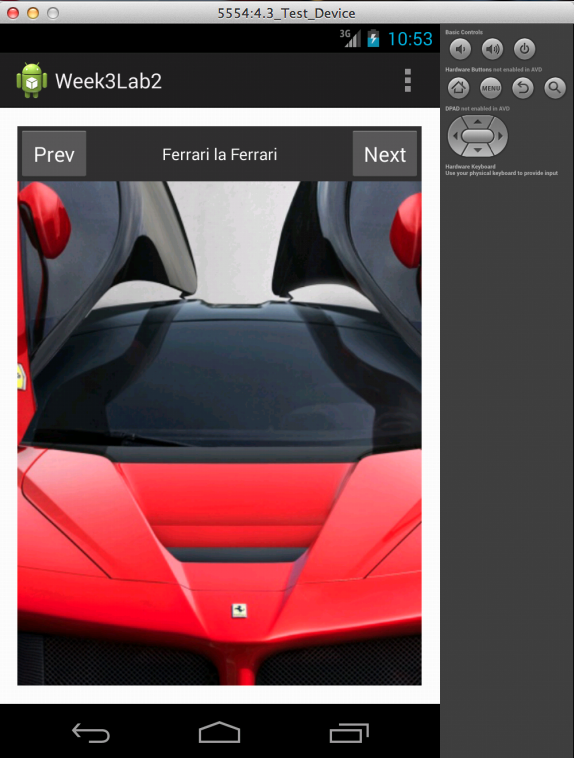 5554:4.3_Test_Device
3G 10:53
Week3Lab2
Prev Ferrari la Ferrari Next
Basic Controls
Hardware Buttons not enabled in AVD
MENU
DPAD not enabled in AVD
Hardware Keyboard
Use your physical keyboard to provide input